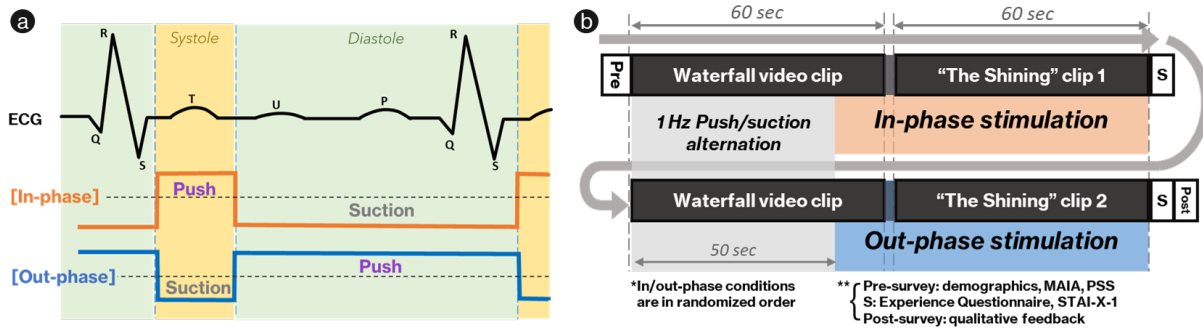 a
Systole
Diastole
R
R
T
U
P
ECG
Q
S
Q
S
[In-phase]
Push
Suction
[Out-phase]
Push
Suction
b
60 sec
60 sec
Pre
Waterfall video clip
“The Shining” clip 1
S
1 Hz Push/suction
alternation
In-phase stimulation
Waterfall video clip
“The Shining” clip 2
S
Post
50 sec
Out-phase stimulation
*In/out-phase conditions
are in randomized order
** Pre-survey: demographics, MAIA, PSS
S: Experience Questionnaire, STAI-X-1
Post-survey: qualitative feedback